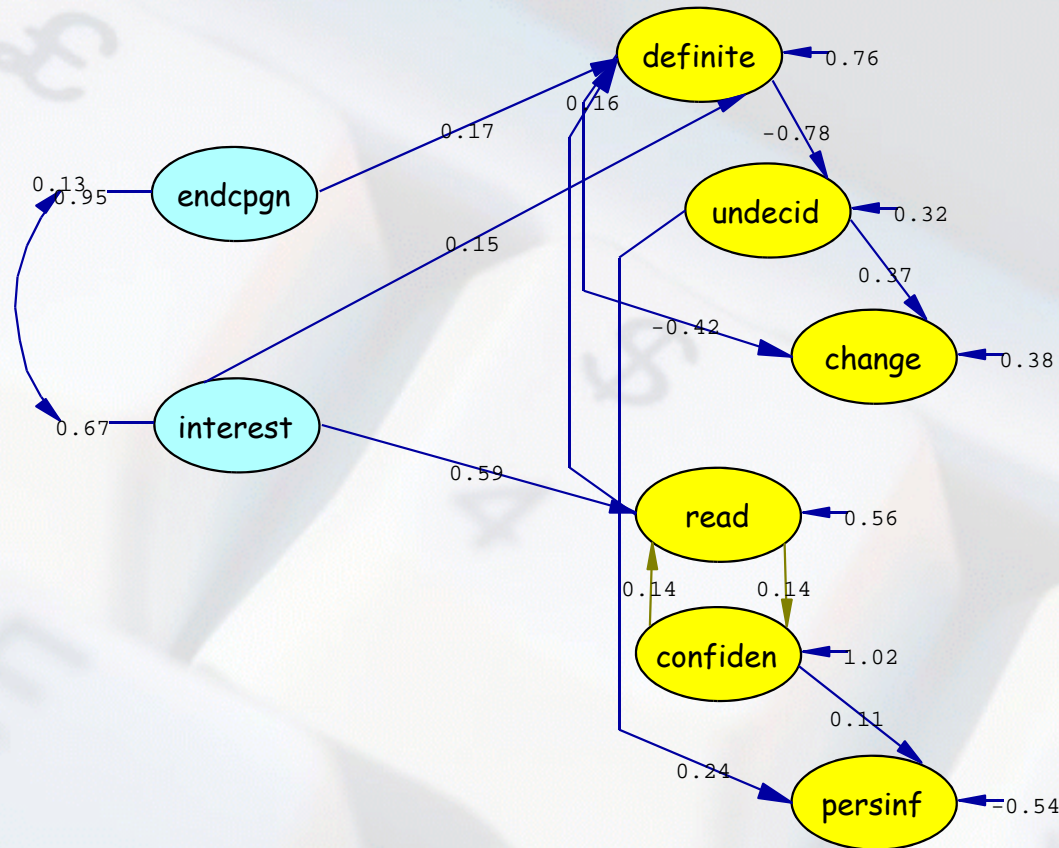 definite
0.76
0.16
0.17
-0.78
endcpgn
0.13
0.95
undecid
0.32
0.15
0.37
-0.42
change
0.38
interest
0.67
0.59
read
0.56
0.14
0.14
confiden
1.02
0.11
0.24
persinf
-0.54
£
$
4